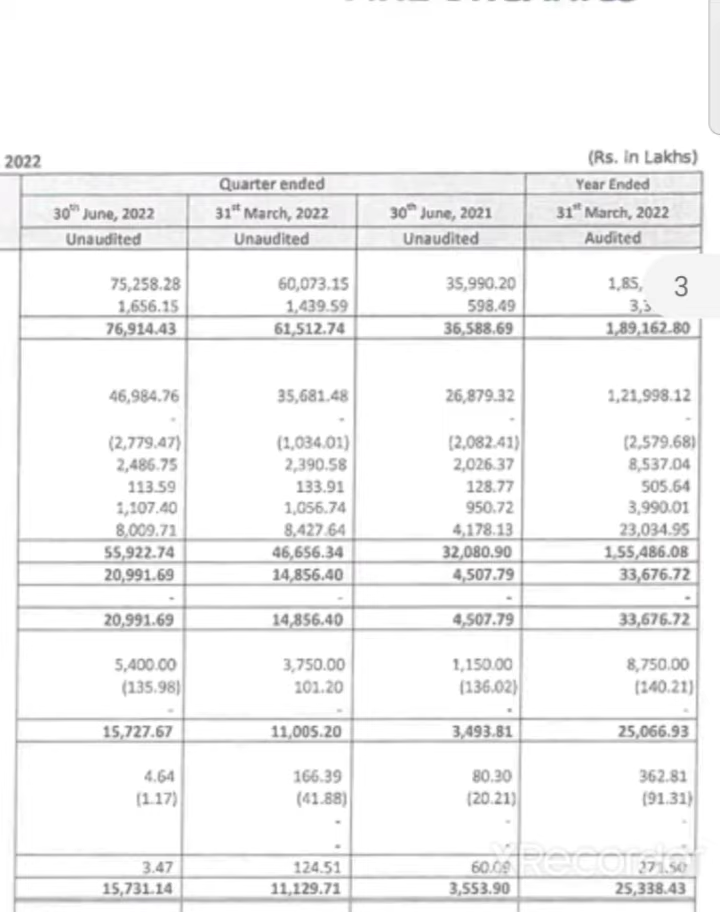 2022 (Rs. in Lakhs)
Quarter ended Year Ended
30th June, 2022 31st March, 2022 30th June, 2021 31st March, 2022
Unaudited Unaudited Unaudited Audited
75,258.28 60,073.15 35,990.20 1,85,
3
1,656.15 1,439.59 598.49
76,914.43 61,512.74 36,588.69 1,89,162.80
46,984.76 35,681.48 26,879.32 1,21,998.12
- - - -
(2,779.47) (1,034.01) (2,082.41) (2,579.68)
2,486.75 2,390.58 2,026.37 8,537.04
113.59 133.91 128.77 505.64
1,107.40 1,056.74 950.72 3,990.01
8,009.71 8,427.64 4,178.13 23,034.95
55,922.74 46,656.34 32,080.90 1,55,486.08
20,991.69 14,856.40 4,507.79 33,676.72
- - - -
20,991.69 14,856.40 4,507.79 33,676.72
5,400.00 3,750.00 1,150.00 8,750.00
(135.98) 101.20 (136.02) (140.21)
- - - -
15,727.67 11,005.20 3,493.81 25,066.93
4.64 166.39 80.30 362.81
(1.17) (41.88) (20.21) (91.31)
- -
- -
XRecorder
3.47 124.51 60.09 271.50
15,731.14 11,129.71 3,553.90 25,338.43